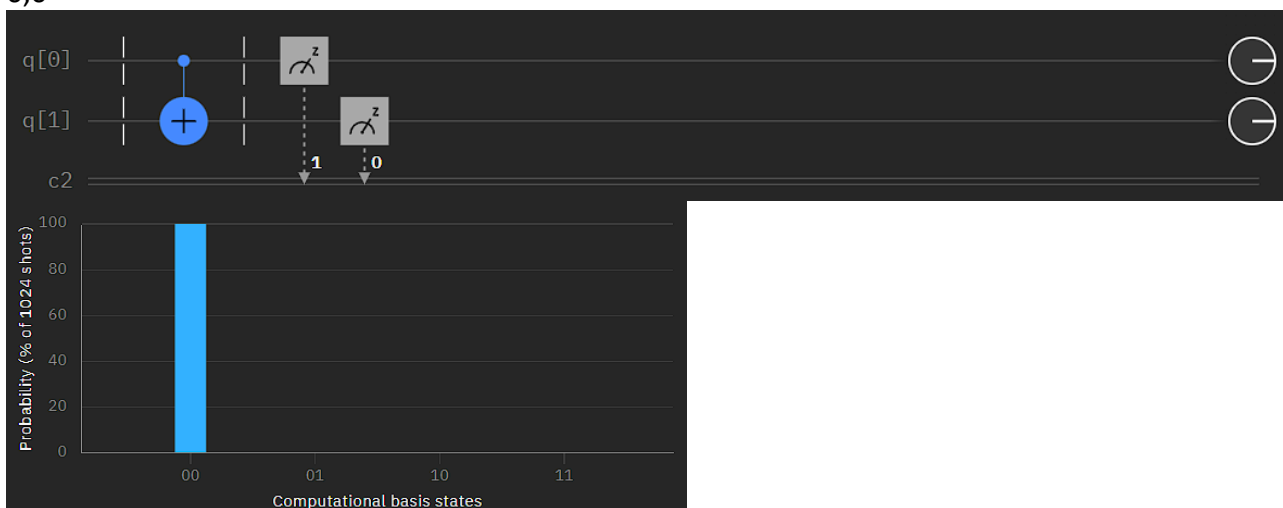 q[0]
z
q[1]
z
1
0
c2
Probability (% of 1024 shots)
100
80
60
40
20
0
00
01
10
11
Computational basis states